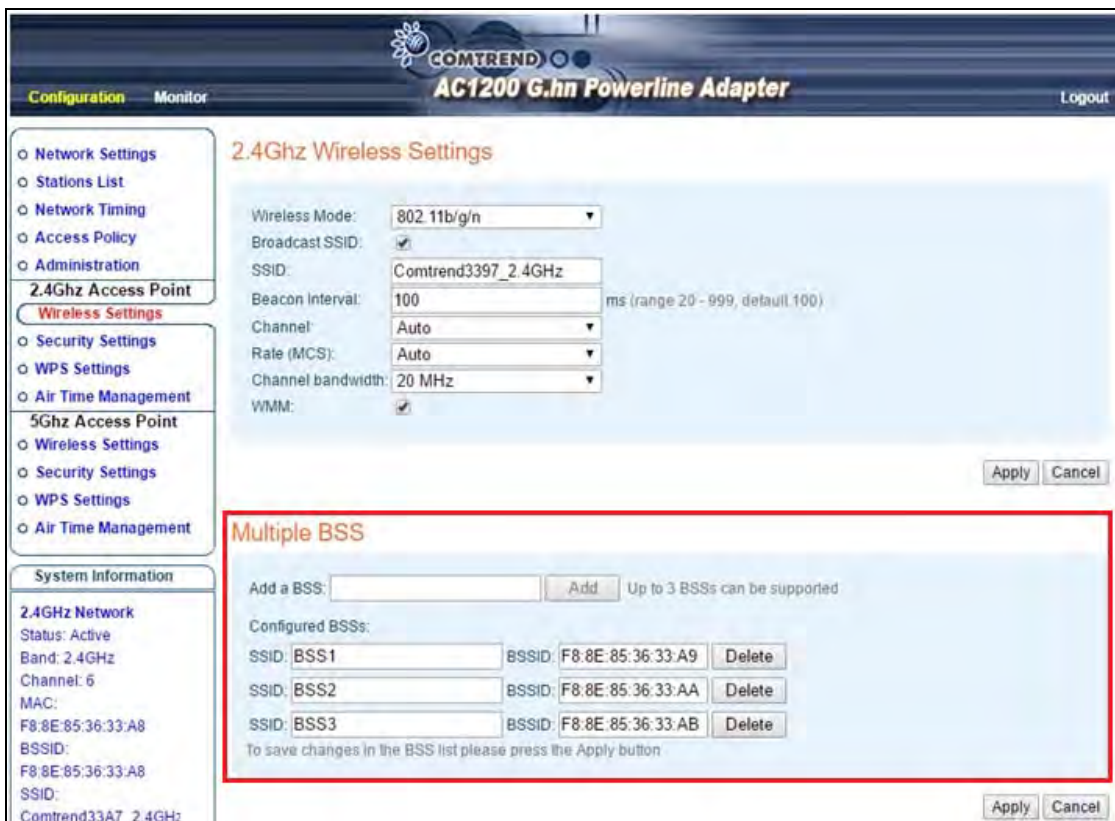 COMTREND
AC1200 G.hn Powerline Adapter
Configuration Monitor Logout
Network Settings
Stations List
Network Timing
Access Policy
Administration
2.4Ghz Access Point
Wireless Settings
Security Settings
WPS Settings
Air Time Management
5Ghz Access Point
Wireless Settings
Security Settings
WPS Settings
Air Time Management
System Information
2.4GHz Network
Status: Active
Band: 2.4GHz
Channel: 6
MAC:
F8:8E:85:36:33:A8
BSSID:
F8:8E:85:36:33:A8
SSID:
Comtrend33A7_2.4GHz
2.4Ghz Wireless Settings
Wireless Mode: 802.11b/g/n
Broadcast SSID:
SSID: Comtrend3397_2.4GHz
Beacon Interval: 100 ms (range 20 - 999, default 100)
Channel: Auto
Rate (MCS): Auto
Channel bandwidth: 20 MHz
WMM:
Apply Cancel
Multiple BSS
Add a BSS: Add Up to 3 BSSs can be supported
Configured BSSs:
SSID: BSS1 BSSID: F8:8E:85:36:33:A9 Delete
SSID: BSS2 BSSID: F8:8E:85:36:33:AA Delete
SSID: BSS3 BSSID: F8:8E:85:36:33:AB Delete
To save changes in the BSS list please press the Apply button
Apply Cancel